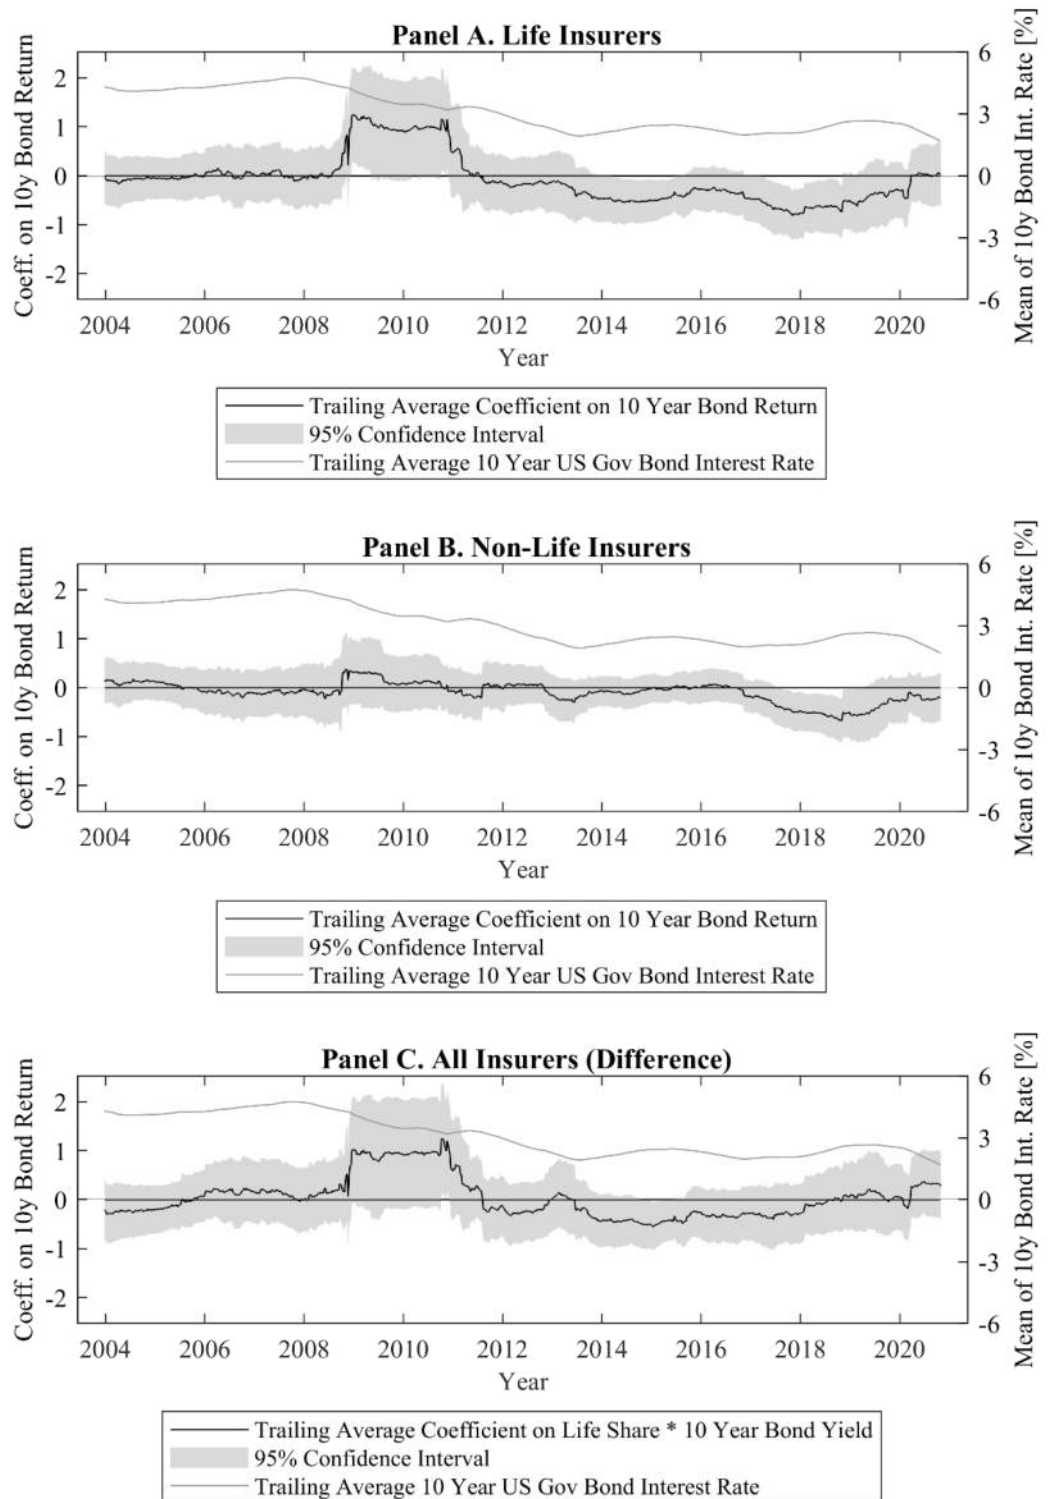 Panel A. Life Insurers
Coeff. on 10y Bond Return
2
1
0
-1
-2
6
3
0
-3
-6
Mean of 10y Bond Int. Rate [%]
2004 2006 2008 2010 2012 2014 2016 2018 2020
Year
Trailing Average Coefficient on 10 Year Bond Return
95% Confidence Interval
Trailing Average 10 Year US Gov Bond Interest Rate
Panel B. Non-Life Insurers
Coeff. on 10y Bond Return
2
1
0
-1
-2
6
3
0
-3
-6
Mean of 10y Bond Int. Rate [%]
2004 2006 2008 2010 2012 2014 2016 2018 2020
Year
Trailing Average Coefficient on 10 Year Bond Return
95% Confidence Interval
Trailing Average 10 Year US Gov Bond Interest Rate
Panel C. All Insurers (Difference)
Coeff. on 10y Bond Return
2
1
0
-1
-2
6
3
0
-3
-6
Mean of 10y Bond Int. Rate [%]
2004 2006 2008 2010 2012 2014 2016 2018 2020
Year
Trailing Average Coefficient on Life Share * 10 Year Bond Yield
95% Confidence Interval
Trailing Average 10 Year US Gov Bond Interest Rate